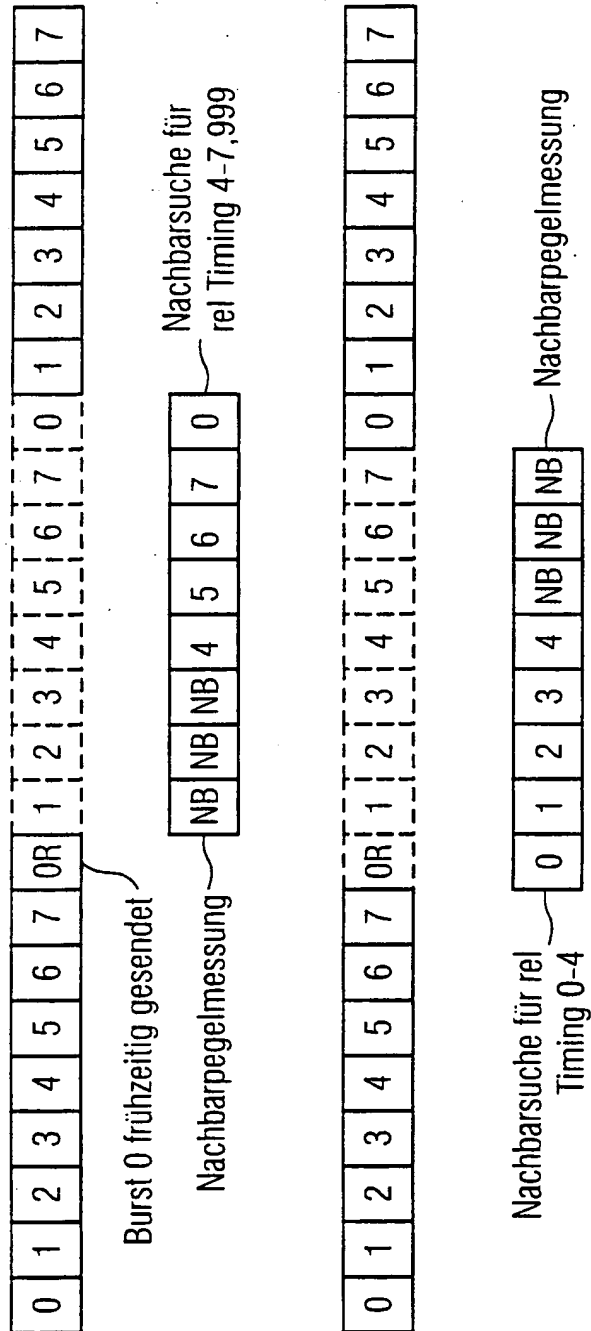 0 1 2 3 4 5 6 7 0R 1 2 3 4 5 6 7 0 1 2 3 4 5 6 7
Burst 0 frühzeitig gesendet
NB NB NB 4 5 6 7 0
Nachbarpegelmessung
Nachbarsuche für
rel Timing 4-7,999
0 1 2 3 4 5 6 7 0R 1 2 3 4 5 6 7 0 1 2 3 4 5 6 7
0 1 2 3 4 NB NB NB
Nachbarsuche für rel
Timing 0-4
Nachbarpegelmessung